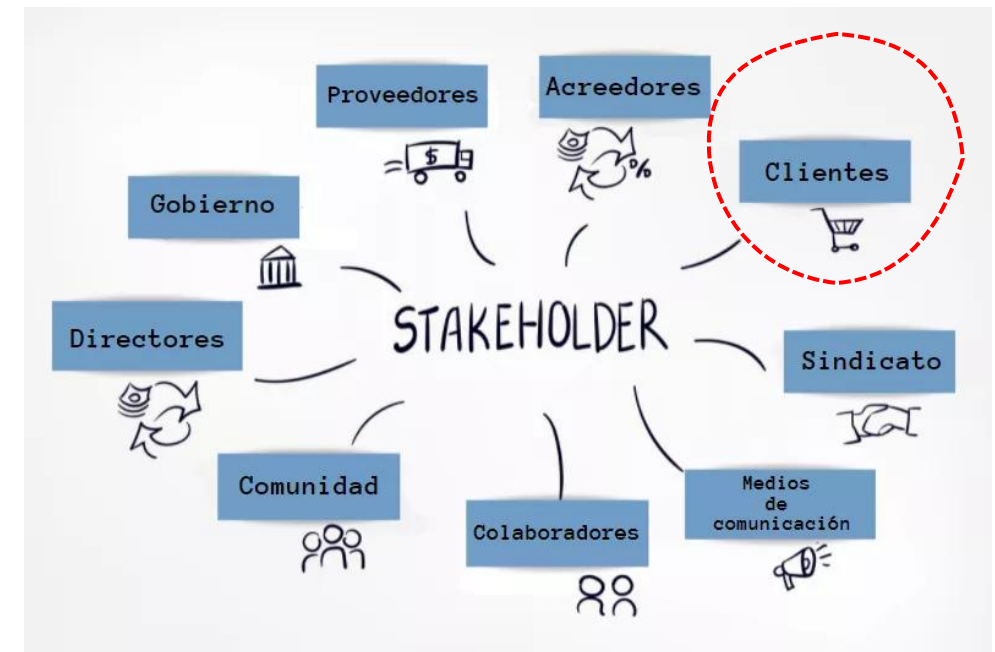 Acreedores
Proveedores
$
%
Clientes
Gobierno
STAKEHOLDER
Directores
Sindicato
Comunidad
Medios
de
comunicación
Colaboradores